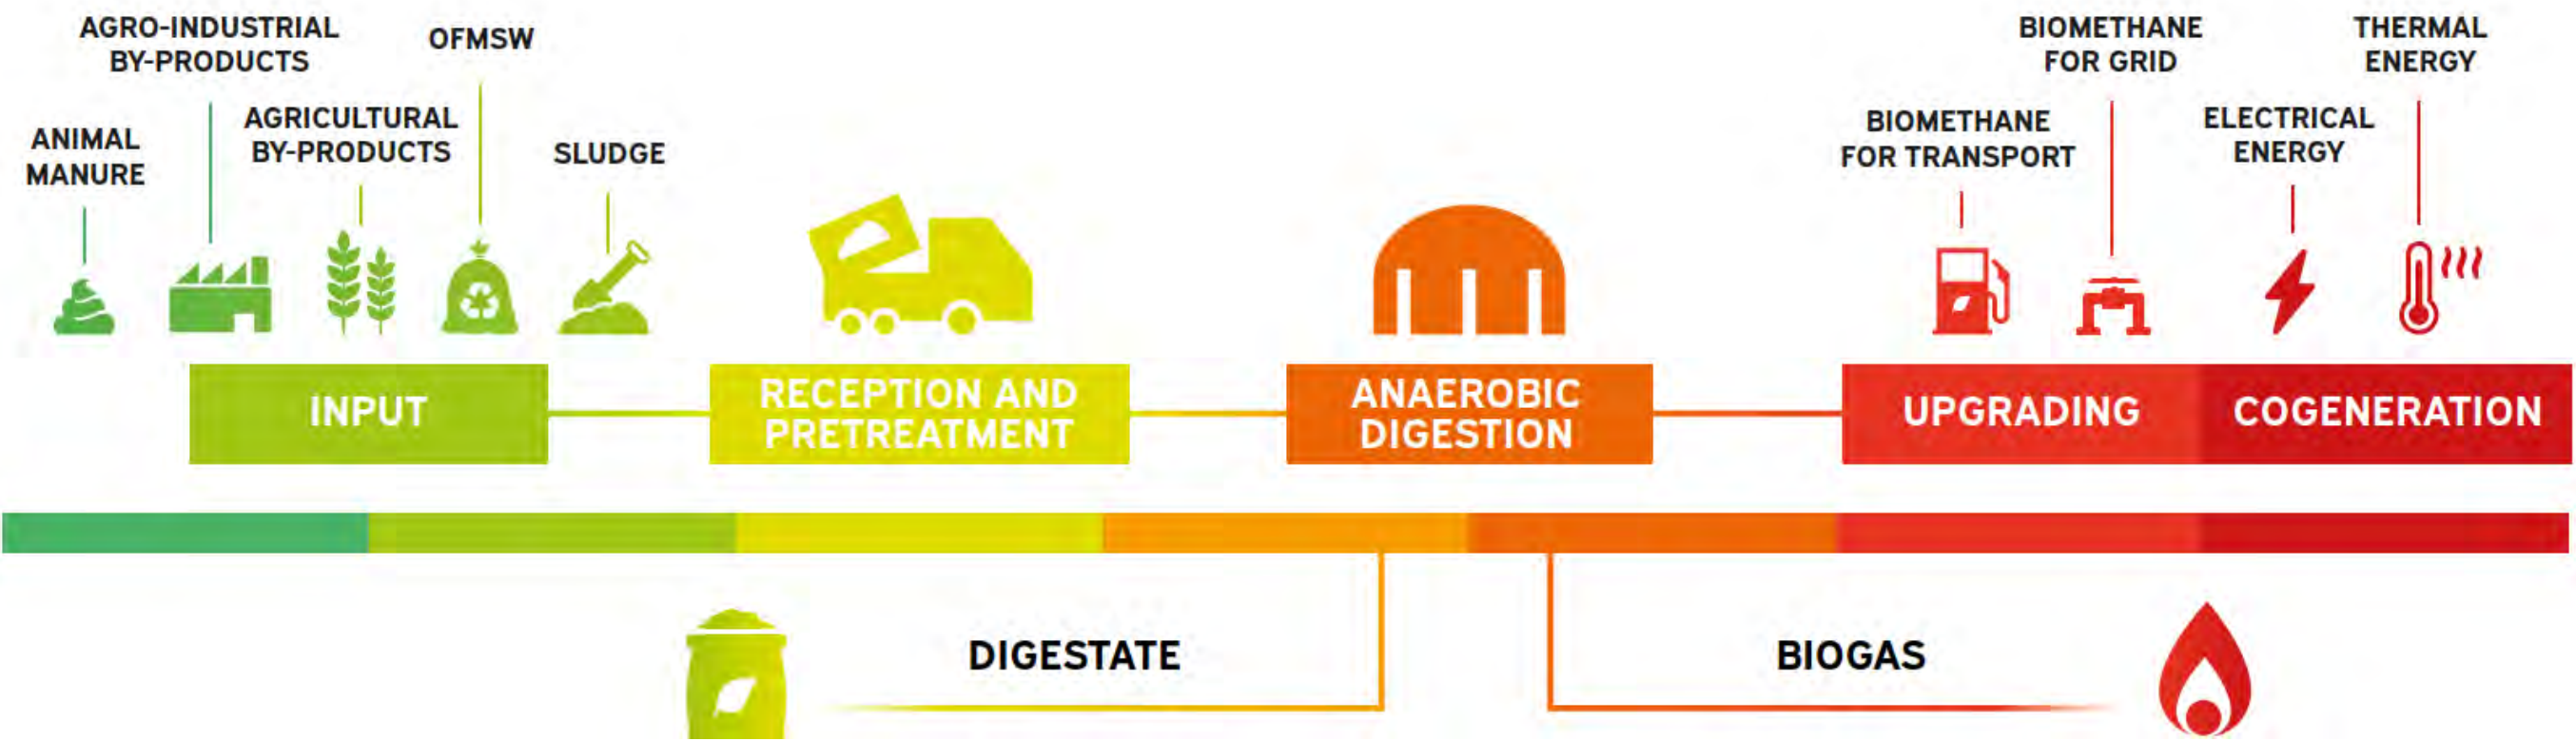 AGRO-INDUSTRIAL
BY-PRODUCTS
OFMSW
AGRICULTURAL
BY-PRODUCTS
ANIMAL
MANURE
SLUDGE
BIOMETHANE
FOR GRID
THERMAL
ENERGY
BIOMETHANE
FOR TRANSPORT
ELECTRICAL
ENERGY
INPUT
RECEPTION AND
PRETREATMENT
ANAEROBIC
DIGESTION
UPGRADING
COGENERATION
DIGESTATE
BIOGAS